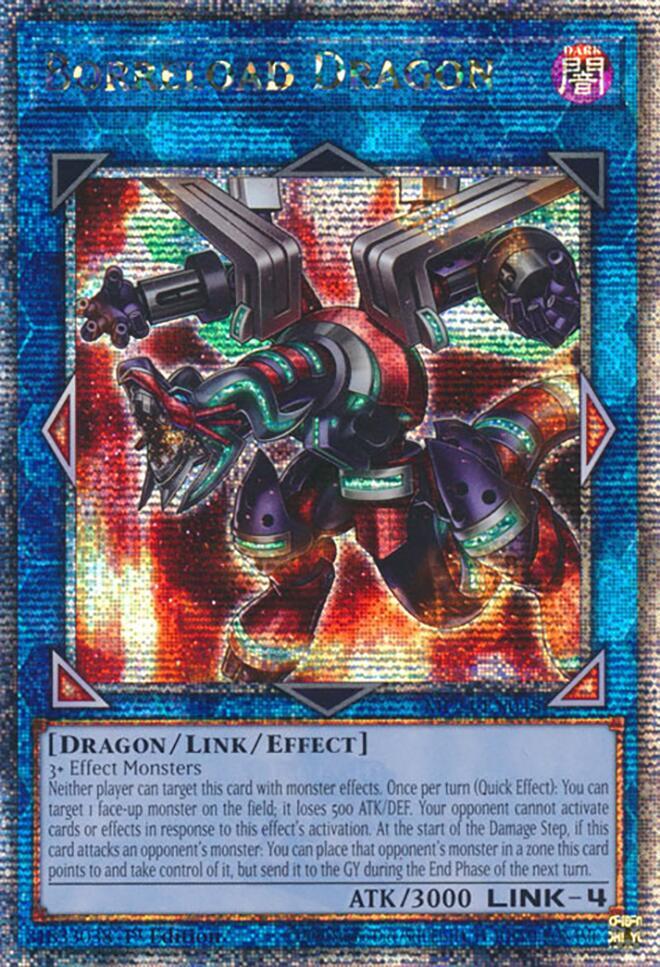 Borreload Dragon
DARK
闇
[Dragon/Link/Effect]
3+ Effect Monsters
Neither player can target this card with monster effects. Once per turn (Quick Effect): You can
target 1 face-up monster on the field; it loses 500 ATK/DEF. Your opponent cannot activate
cards or effects in response to this effect's activation. At the start of the Damage Step, if this
card attacks an opponent's monster: You can place that opponent's monster in a zone this card
points to and take control of it, but send it to the GY during the End Phase of the next turn.
ATK/3000 LINK-4
1st Edition